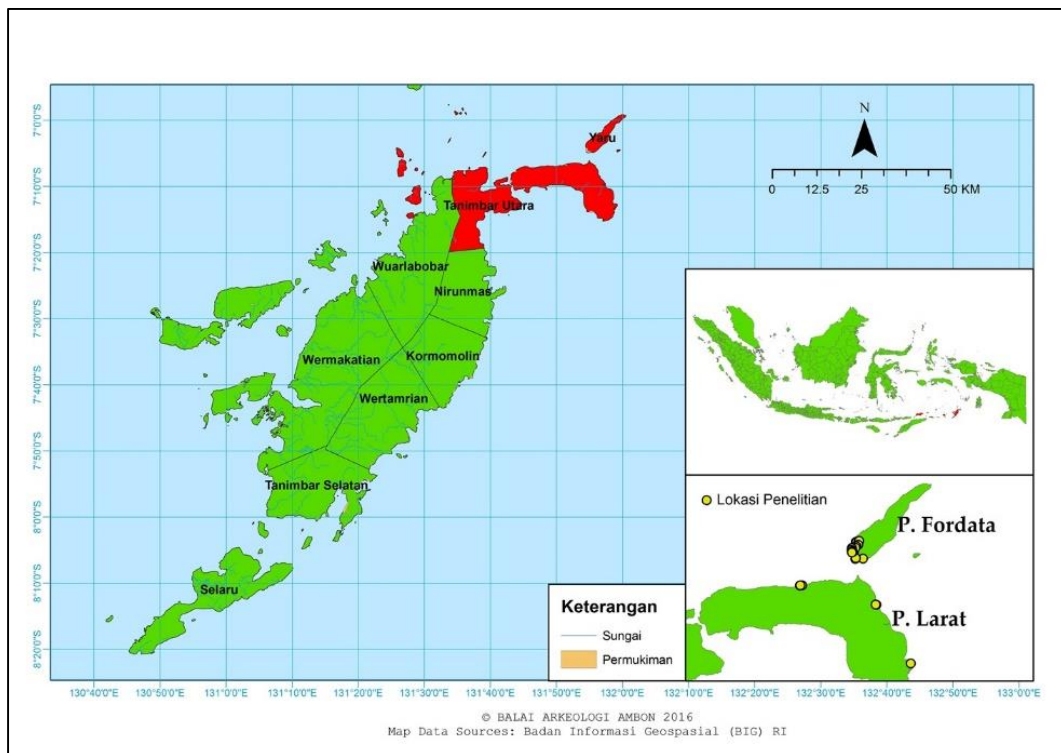 7°0'0"S
7°10'0"S
7°20'0"S
7°30'0"S
7°40'0"S
7°50'0"S
8°0'0"S
8°10'0"S
8°20'0"S
Yaru
Tanimbar Utura
Wuarlabobar
Nirunmas
Kormomolin
Wermakatian
Wertamrian
Tanimbar Selatan
Selaru
N
0 12.5 25 50 KM
Lokasi Penelitian
P. Fordata
P. Larat
Keterangan
Sungai
Permukiman
130°40'0"E 130°50'0"E 131°0'0"E 131°10'0"E 131°20'0"E 131°30'0"E 131°40'0"E 131°50'0"E 132°0'0"E 132°10'0"E 132°20'0"E 132°30'0"E 132°40'0"E 132°50'0"E 133°0'0"E
© BALAI ARKEOLOGI AMBON 2016
Map Data Sources: Badan Informasi Geospasial (BIG) RI